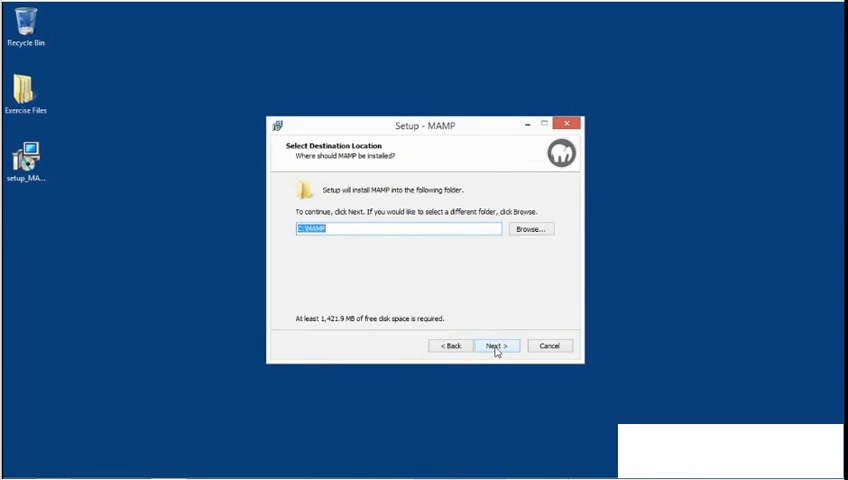 Recycle Bin
Exercise Files
setup_MA...
Setup - MAMP
Select Destination Location
Where should MAMP be installed?
Setup will install MAMP into the following folder.
To continue, click Next. If you would like to select a different folder, click Browse.
C:\MAMP
Browse...
At least 1,421.9 MB of free disk space is required.
< Back
Next >
Cancel